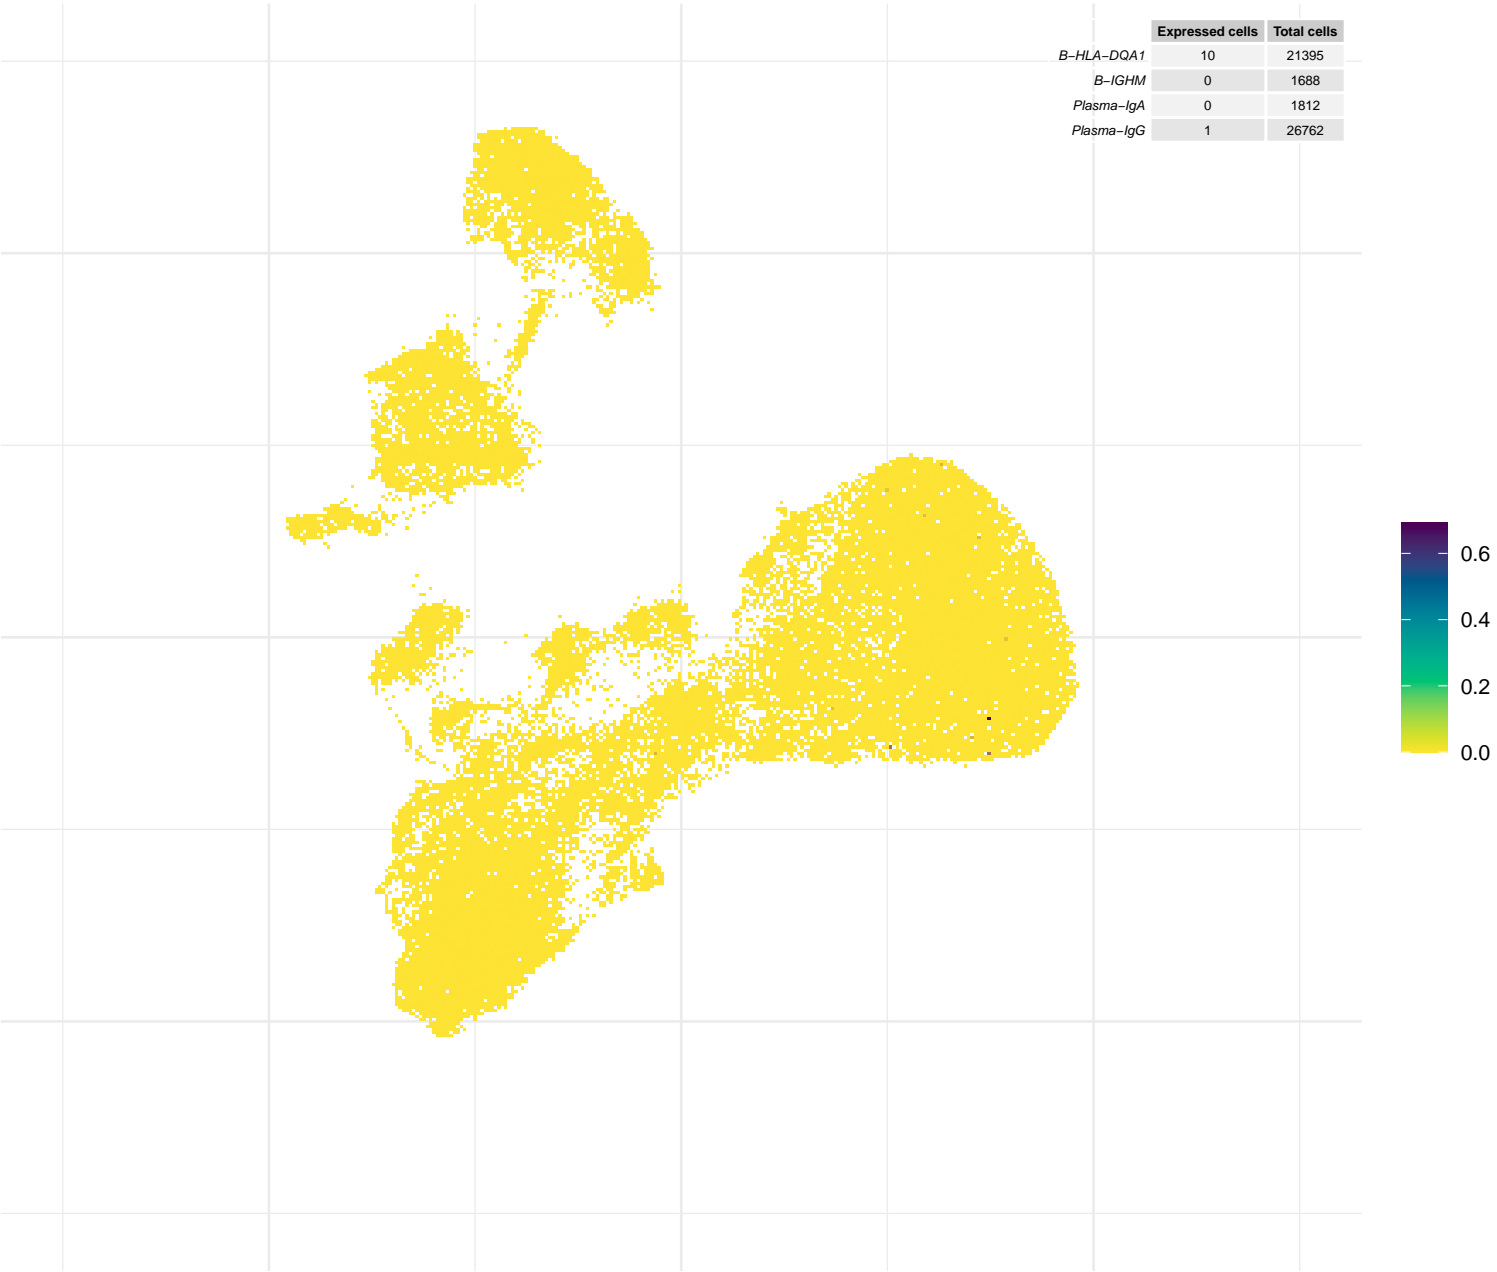 Expressed cells Total cells
B−HLA−DQA1 10 21395
B−IGHM 0 1688
Plasma−IgA 0 1812
Plasma−IgG 1 26762
0.6
0.4
0.2
0.0